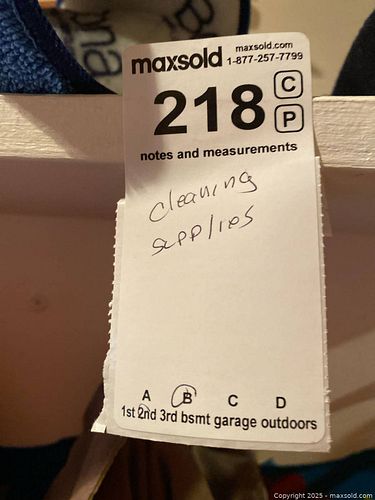 maxsold
maxsold.com
1-877-257-7799
218
C
P
notes and measurements
cleaning
supplies
A B C D
1st 2nd 3rd bsmt garage outdoors
Copyright 2025 - maxsold.com